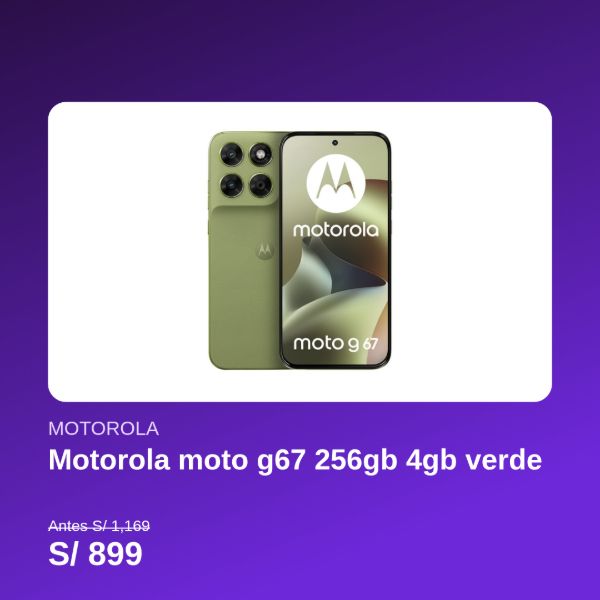 motorola
moto g 67
MOTOROLA
Motorola moto g67 256gb 4gb verde
Antes S/ 1,169
S/ 899